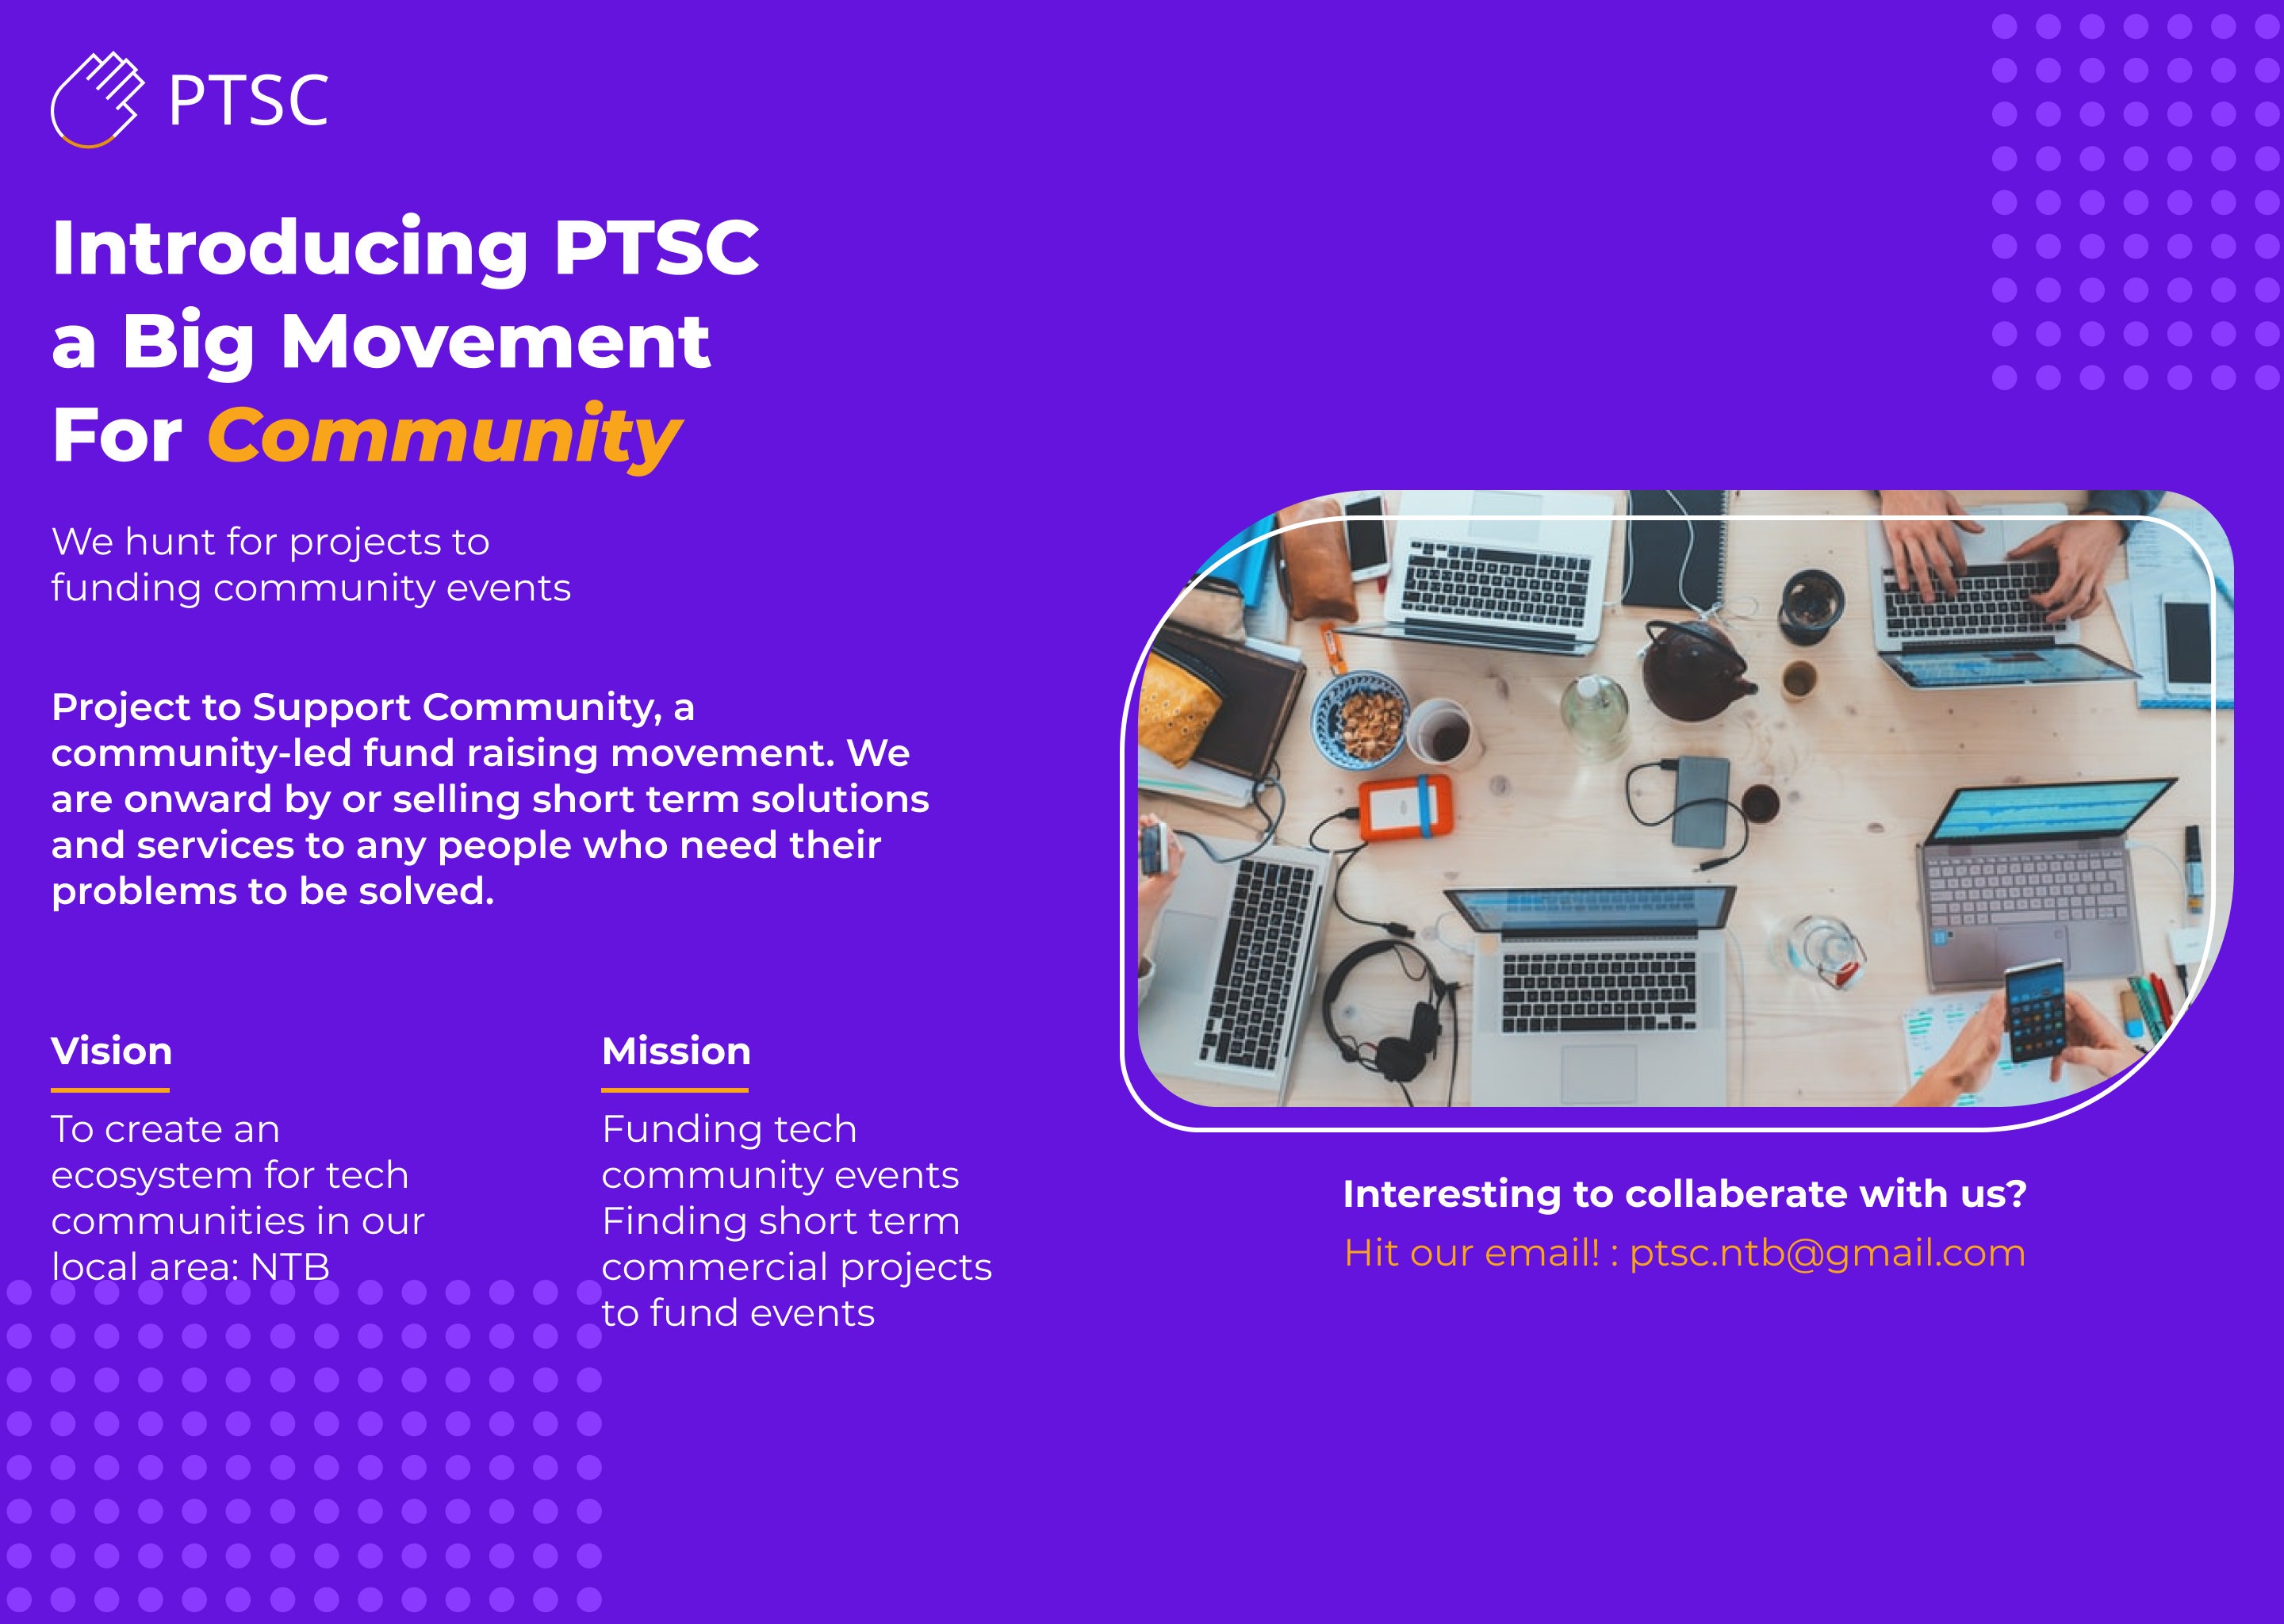 PTSC
Introducing PTSC
a Big Movement
For Community
We hunt for projects to
funding community events
Project to Support Community, a
community-led fund raising movement. We
are onward by or selling short term solutions
and services to any people who need their
problems to be solved.
Vision
To create an
ecosystem for tech
communities in our
local area: NTB
Mission
Funding tech
community events
Finding short term
commercial projects
to fund events
Interesting to collaberate with us?
Hit our email! : ptsc.ntb@gmail.com